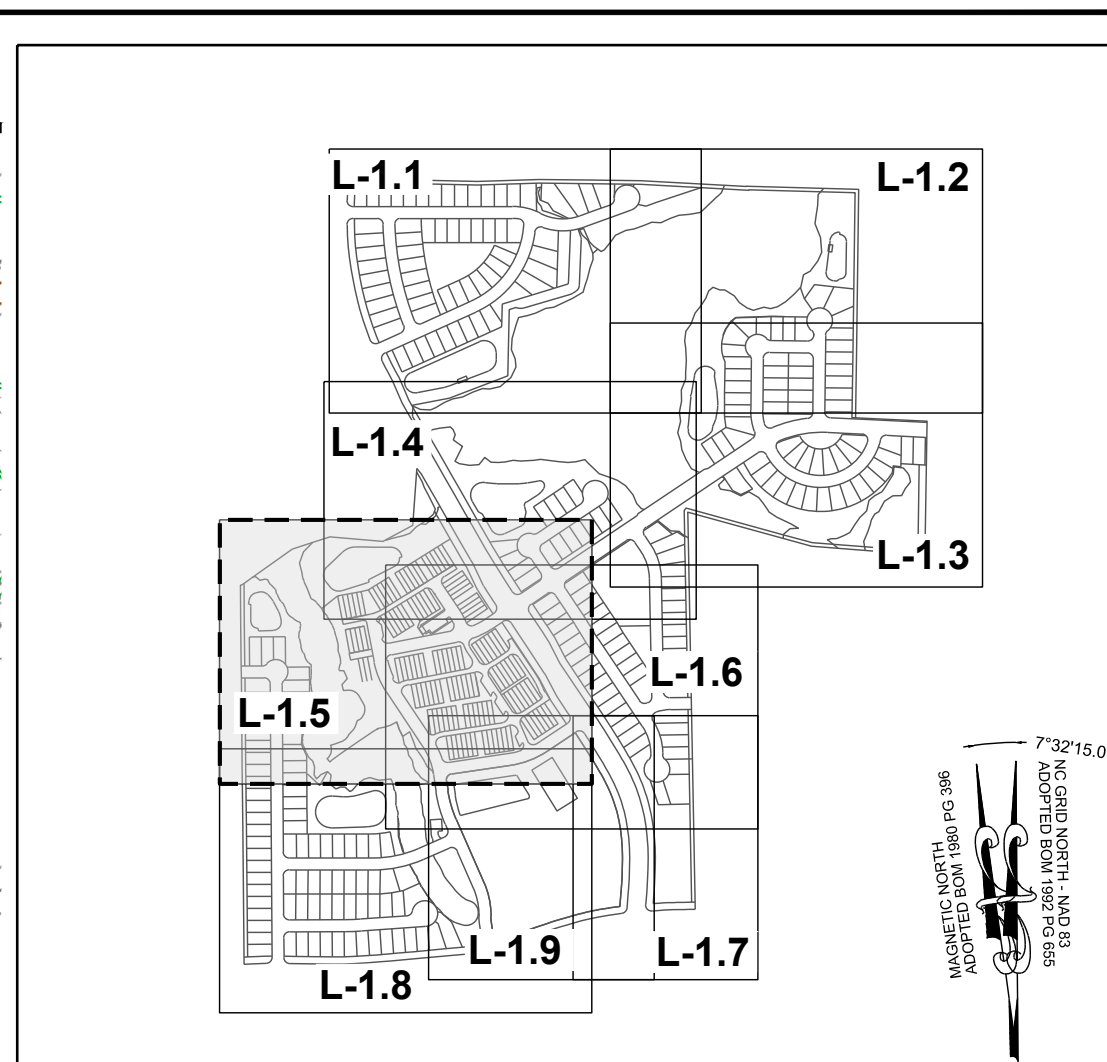 L-1.1
L-1.2
L-1.4
L-1.3
L-1.6
L-1.5
7°32'15.0
NC GRID NORTH - NAD 83
ADOPTED BOM 1992 PG 655
MAGNETIC NORTH
ADOPTED BOM 1980 PG 396
L-1.9
L-1.7
L-1.8